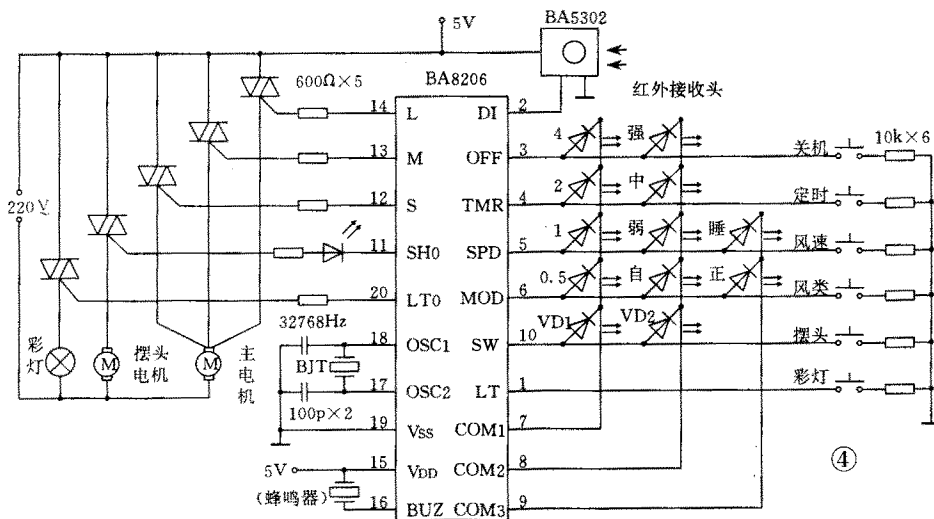 BA5302
5V
红外接收头
600Ω×5
BA8206
14 L
DI 2
13 M
OFF 3
4
强
关机
10k×6
12 S
TMR 4
2
中
定时
220V
11 SH0
SPD 5
1
弱
睡
风速
20 LT0
MOD 6
0.5
自
正
风类
32768Hz
18 OSC1
SW 10
VD1
VD2
摆头
BJT
彩灯
M
摆头电机
M
主电机
17 OSC2
LT 1
彩灯
100p×2
19 VSS
COM1 7
5V
15 VDD
COM2 8
④
(蜂鸣器)
16 BUZ
COM3 9